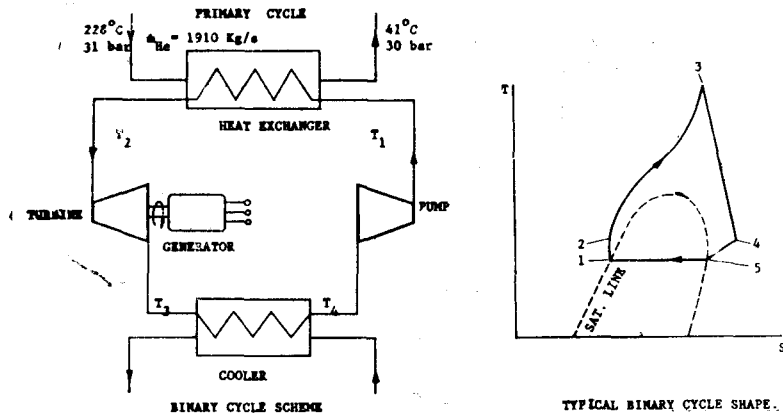 PRIMARY CYCLE
228°C
31 bar
ṁHe = 1910 Kg/s
41°C
30 bar
HEAT EXCHANGER
T2
T1
TURBINE
GENERATOR
PUMP
T3
T4
COOLER
BINARY CYCLE SCHEME
T
3
2
1
4
5
SAT. LINE
S
TYPICAL BINARY CYCLE SHAPE.